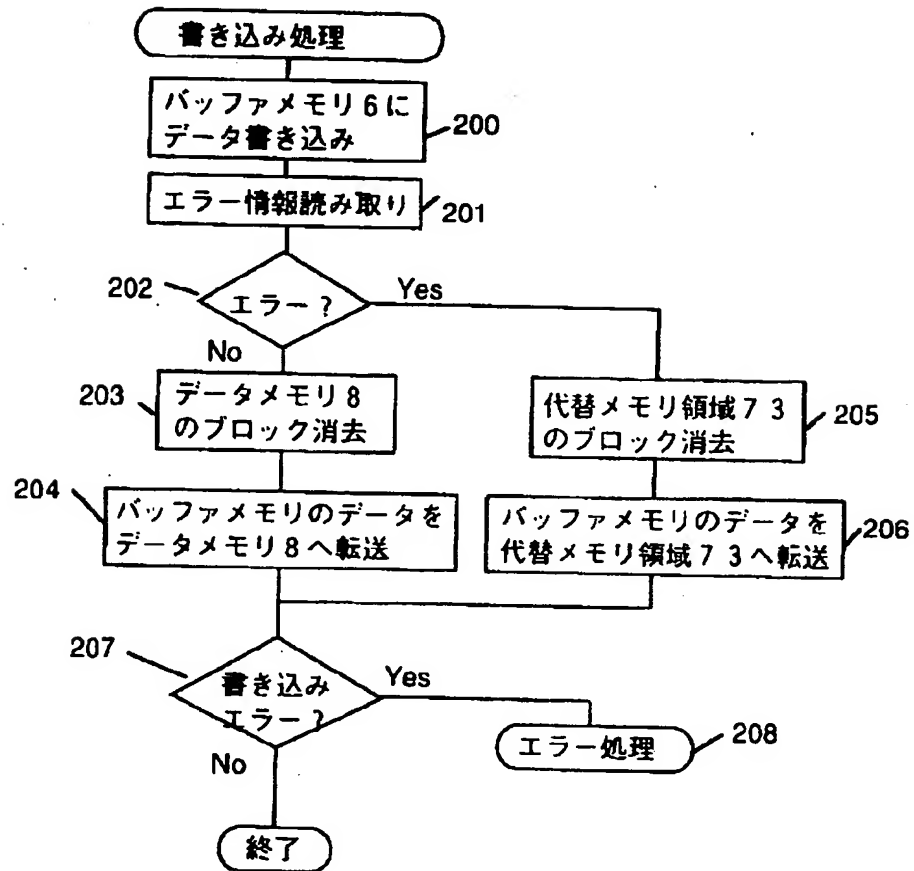 書き込み処理
バッファメモリ6に
データ書き込み
200
エラー情報読み取り
201
202
エラー?
Yes
No
203
データメモリ8
のブロック消去
代替メモリ領域73
のブロック消去
205
204
バッファメモリのデータを
データメモリ8へ転送
バッファメモリのデータを
代替メモリ領域73へ転送
206
207
書き込み
エラー?
Yes
No
エラー処理
208
終了